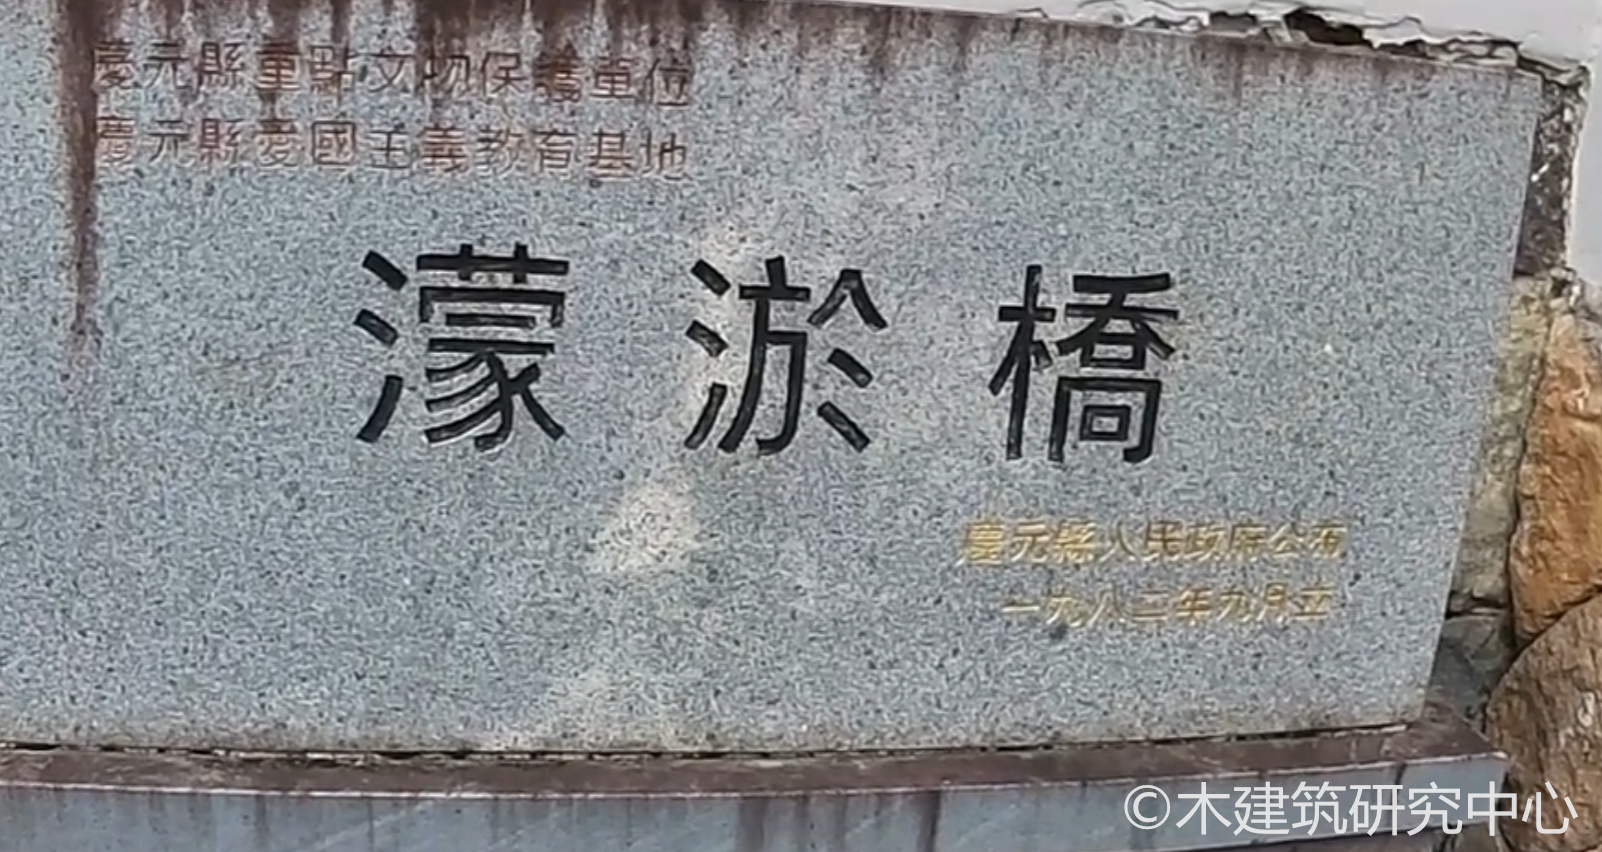 慶元縣重點文物保護單位
慶元縣愛國主義教育基地
濛淤橋
慶元縣人民政府公布
一九八二年九月立
©木建筑研究中心